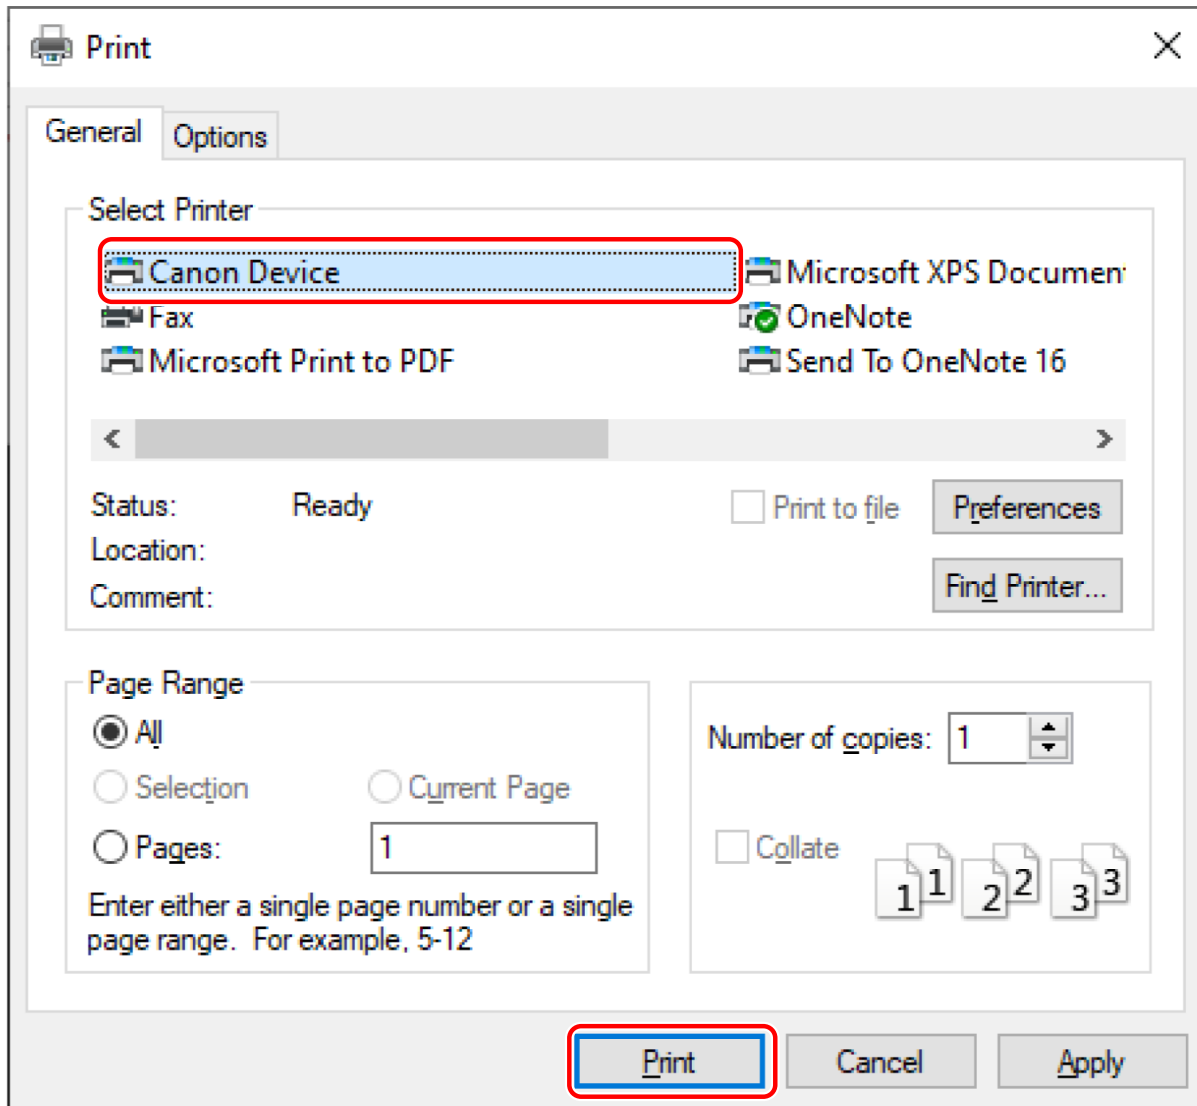 Print
General Options
Select Printer
Canon Device Microsoft XPS Document
Fax OneNote
Microsoft Print to PDF Send To OneNote 16
Status: Ready Print to file Preferences
Location:
Comment: Find Printer...
Page Range
All
Number of copies: 1
Selection Current Page
Pages: 1
Collate 1 1 2 2 3 3
Enter either a single page number or a single
page range. For example, 5-12
Print Cancel Apply